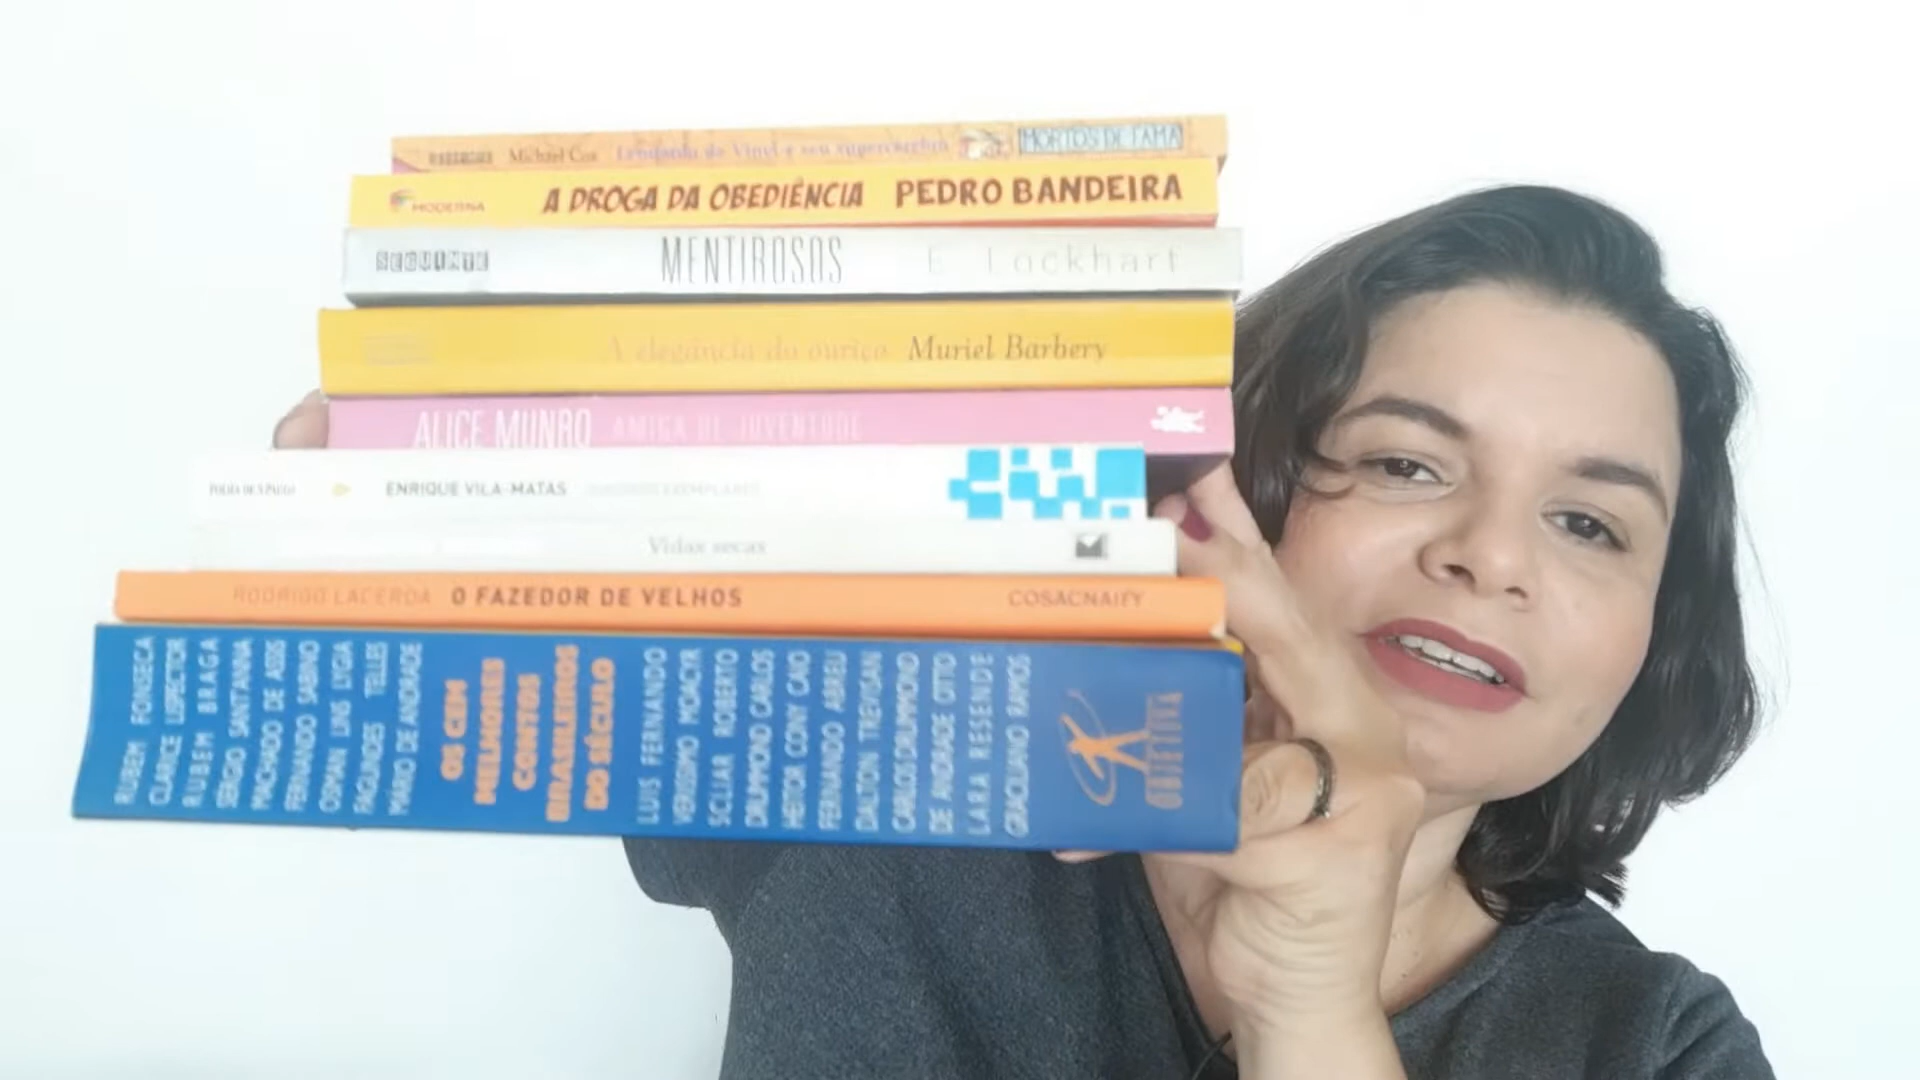 Michael Cox Leonardo da Vinci e seu supercérebro MORTOS DE FAMA
MODERNA A DROGA DA OBEDIÊNCIA PEDRO BANDEIRA
SEGUINTE MENTIROSOS E. Lockhart
A elegância do ouriço Muriel Barbery
ALICE MUNRO AMIGA DE JUVENTUDE
FOLHA DE S.PAULO ENRIQUE VILA-MATAS EXEMPLARES
Vidas secas
RODRIGO LACERDA O FAZEDOR DE VELHOS COSACNAIFY
RUBEM FONSECA
CLARICE LISPECTOR
RUBEM BRAGA
SÉRGIO SANT'ANNA
MACHADO DE ASSIS
FERNANDO SABINO
OSMAN LINS LYGIA
FAGUNDES TELLES
MÁRIO DE ANDRADE
OS CEM
MELHORES
CONTOS
BRASILEIROS
DO SÉCULO
LUIS FERNANDO
VERISSIMO MOACYR
SCLIAR ROBERTO
DRUMMOND CARLOS
HEITOR CONY CAIO
FERNANDO ABREU
DALTON TREVISAN
CARLOS DRUMMOND
DE ANDRADE OTTO
LARA RESENDE
GRACILIANO RAMOS
OBJETIVA